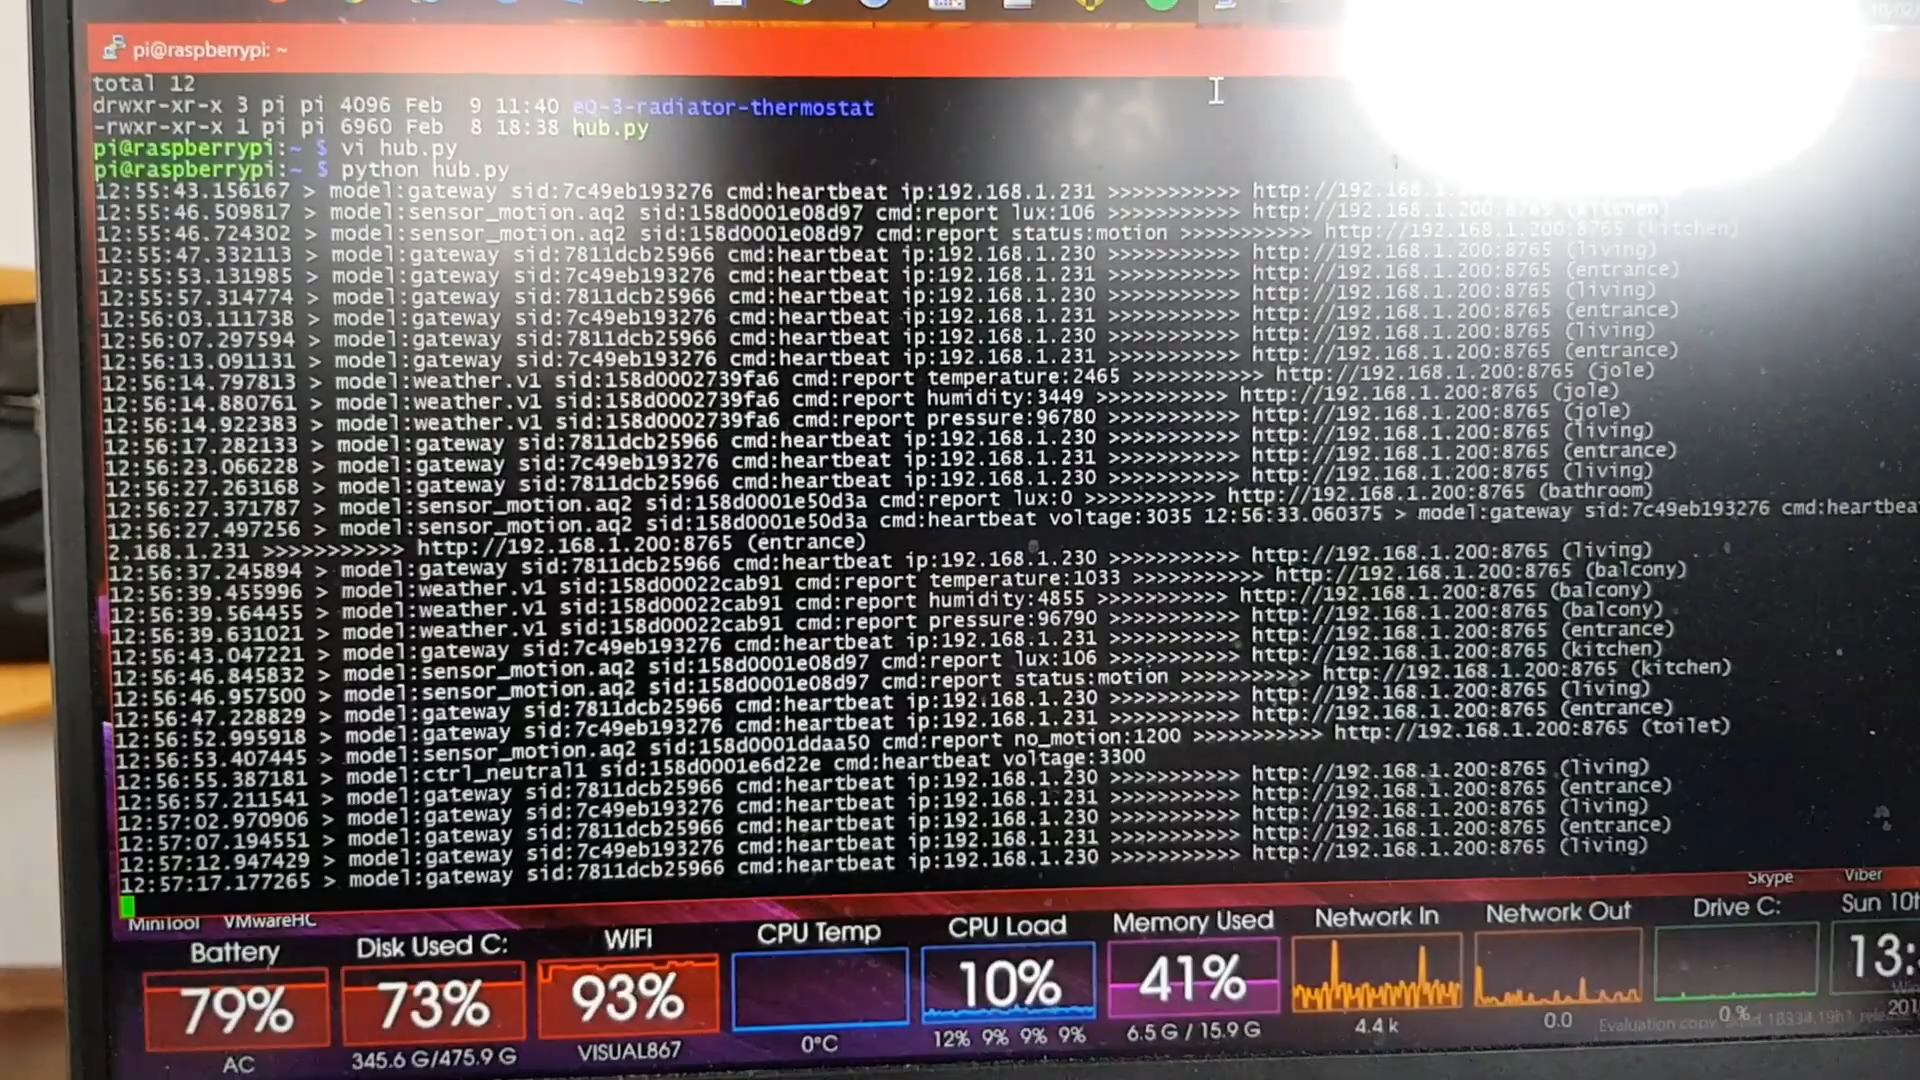 pi@raspberrypi: ~
total 12
drwxr-xr-x 3 pi pi 4096 Feb  9 11:40 eQ-3-radiator-thermostat
-rwxr-xr-x 1 pi pi 6960 Feb  8 18:38 hub.py
pi@raspberrypi:~ $ vi hub.py
pi@raspberrypi:~ $ python hub.py
12:55:43.156167 > model:gateway sid:7c49eb193276 cmd:heartbeat ip:192.168.1.231 >>>>>>>>>>> http://192.168.1.
12:55:46.509817 > model:sensor_motion.aq2 sid:158d0001e08d97 cmd:report lux:106 >>>>>>>>>>> http://192.168.1.200:8765 (kitchen)
12:55:46.724302 > model:sensor_motion.aq2 sid:158d0001e08d97 cmd:report status:motion >>>>>>>>>>> http://192.168.1.200:8765 (kitchen)
12:55:47.332113 > model:gateway sid:7811dcb25966 cmd:heartbeat ip:192.168.1.230 >>>>>>>>>>> http://192.168.1.200:8765 (living)
12:55:53.131985 > model:gateway sid:7c49eb193276 cmd:heartbeat ip:192.168.1.231 >>>>>>>>>>> http://192.168.1.200:8765 (entrance)
12:55:57.314774 > model:gateway sid:7811dcb25966 cmd:heartbeat ip:192.168.1.230 >>>>>>>>>>> http://192.168.1.200:8765 (living)
12:56:03.111738 > model:gateway sid:7c49eb193276 cmd:heartbeat ip:192.168.1.231 >>>>>>>>>>> http://192.168.1.200:8765 (entrance)
12:56:07.297594 > model:gateway sid:7811dcb25966 cmd:heartbeat ip:192.168.1.230 >>>>>>>>>>> http://192.168.1.200:8765 (living)
12:56:13.091131 > model:gateway sid:7c49eb193276 cmd:heartbeat ip:192.168.1.231 >>>>>>>>>>> http://192.168.1.200:8765 (entrance)
12:56:14.797813 > model:weather.v1 sid:158d0002739fa6 cmd:report temperature:2465 >>>>>>>>>>> http://192.168.1.200:8765 (jole)
12:56:14.880761 > model:weather.v1 sid:158d0002739fa6 cmd:report humidity:3449 >>>>>>>>>>> http://192.168.1.200:8765 (jole)
12:56:14.922383 > model:weather.v1 sid:158d0002739fa6 cmd:report pressure:96780 >>>>>>>>>>> http://192.168.1.200:8765 (jole)
12:56:17.282133 > model:gateway sid:7811dcb25966 cmd:heartbeat ip:192.168.1.230 >>>>>>>>>>> http://192.168.1.200:8765 (living)
12:56:23.066228 > model:gateway sid:7c49eb193276 cmd:heartbeat ip:192.168.1.231 >>>>>>>>>>> http://192.168.1.200:8765 (entrance)
12:56:27.263168 > model:gateway sid:7811dcb25966 cmd:heartbeat ip:192.168.1.230 >>>>>>>>>>> http://192.168.1.200:8765 (living)
12:56:27.371787 > model:sensor_motion.aq2 sid:158d0001e50d3a cmd:report lux:0 >>>>>>>>>>> http://192.168.1.200:8765 (bathroom)
12:56:27.497256 > model:sensor_motion.aq2 sid:158d0001e50d3a cmd:heartbeat voltage:3035 12:56:33.060375 > model:gateway sid:7c49eb193276 cmd:heartbea
2.168.1.231 >>>>>>>>>>> http://192.168.1.200:8765 (entrance)
12:56:37.245894 > model:gateway sid:7811dcb25966 cmd:heartbeat ip:192.168.1.230 >>>>>>>>>>> http://192.168.1.200:8765 (living)
12:56:39.455996 > model:weather.v1 sid:158d00022cab91 cmd:report temperature:1033 >>>>>>>>>>> http://192.168.1.200:8765 (balcony)
12:56:39.564455 > model:weather.v1 sid:158d00022cab91 cmd:report humidity:4855 >>>>>>>>>>> http://192.168.1.200:8765 (balcony)
12:56:39.631021 > model:weather.v1 sid:158d00022cab91 cmd:report pressure:96790 >>>>>>>>>>> http://192.168.1.200:8765 (balcony)
12:56:43.047221 > model:gateway sid:7c49eb193276 cmd:heartbeat ip:192.168.1.231 >>>>>>>>>>> http://192.168.1.200:8765 (entrance)
12:56:46.845832 > model:sensor_motion.aq2 sid:158d0001e08d97 cmd:report lux:106 >>>>>>>>>>> http://192.168.1.200:8765 (kitchen)
12:56:46.957500 > model:sensor_motion.aq2 sid:158d0001e08d97 cmd:report status:motion >>>>>>>>>>> http://192.168.1.200:8765 (kitchen)
12:56:47.228829 > model:gateway sid:7811dcb25966 cmd:heartbeat ip:192.168.1.230 >>>>>>>>>>> http://192.168.1.200:8765 (living)
12:56:52.995918 > model:gateway sid:7c49eb193276 cmd:heartbeat ip:192.168.1.231 >>>>>>>>>>> http://192.168.1.200:8765 (entrance)
12:56:53.407445 > model:sensor_motion.aq2 sid:158d0001ddaa50 cmd:report no_motion:1200 >>>>>>>>>>> http://192.168.1.200:8765 (toilet)
12:56:55.387181 > model:ctrl_neutral1 sid:158d0001e6d22e cmd:heartbeat voltage:3300
12:56:57.211541 > model:gateway sid:7811dcb25966 cmd:heartbeat ip:192.168.1.230 >>>>>>>>>>> http://192.168.1.200:8765 (living)
12:57:02.970906 > model:gateway sid:7c49eb193276 cmd:heartbeat ip:192.168.1.231 >>>>>>>>>>> http://192.168.1.200:8765 (entrance)
12:57:07.194551 > model:gateway sid:7811dcb25966 cmd:heartbeat ip:192.168.1.230 >>>>>>>>>>> http://192.168.1.200:8765 (living)
12:57:12.947429 > model:gateway sid:7c49eb193276 cmd:heartbeat ip:192.168.1.231 >>>>>>>>>>> http://192.168.1.200:8765 (entrance)
12:57:17.177265 > model:gateway sid:7811dcb25966 cmd:heartbeat ip:192.168.1.230 >>>>>>>>>>> http://192.168.1.200:8765 (living)
MiniTool VMwareHC Skype Viber
Battery Disk Used C: WiFi CPU Temp CPU Load Memory Used Network In Network Out Drive C: Sun 10t
79% 73% 93% 10% 41% 13:
AC 345.6 G/475.9 G VISUAL867 0°C 12% 9% 9% 9% 6.5 G / 15.9 G 4.4 k 0.0 0 % 201
Evaluation copy.